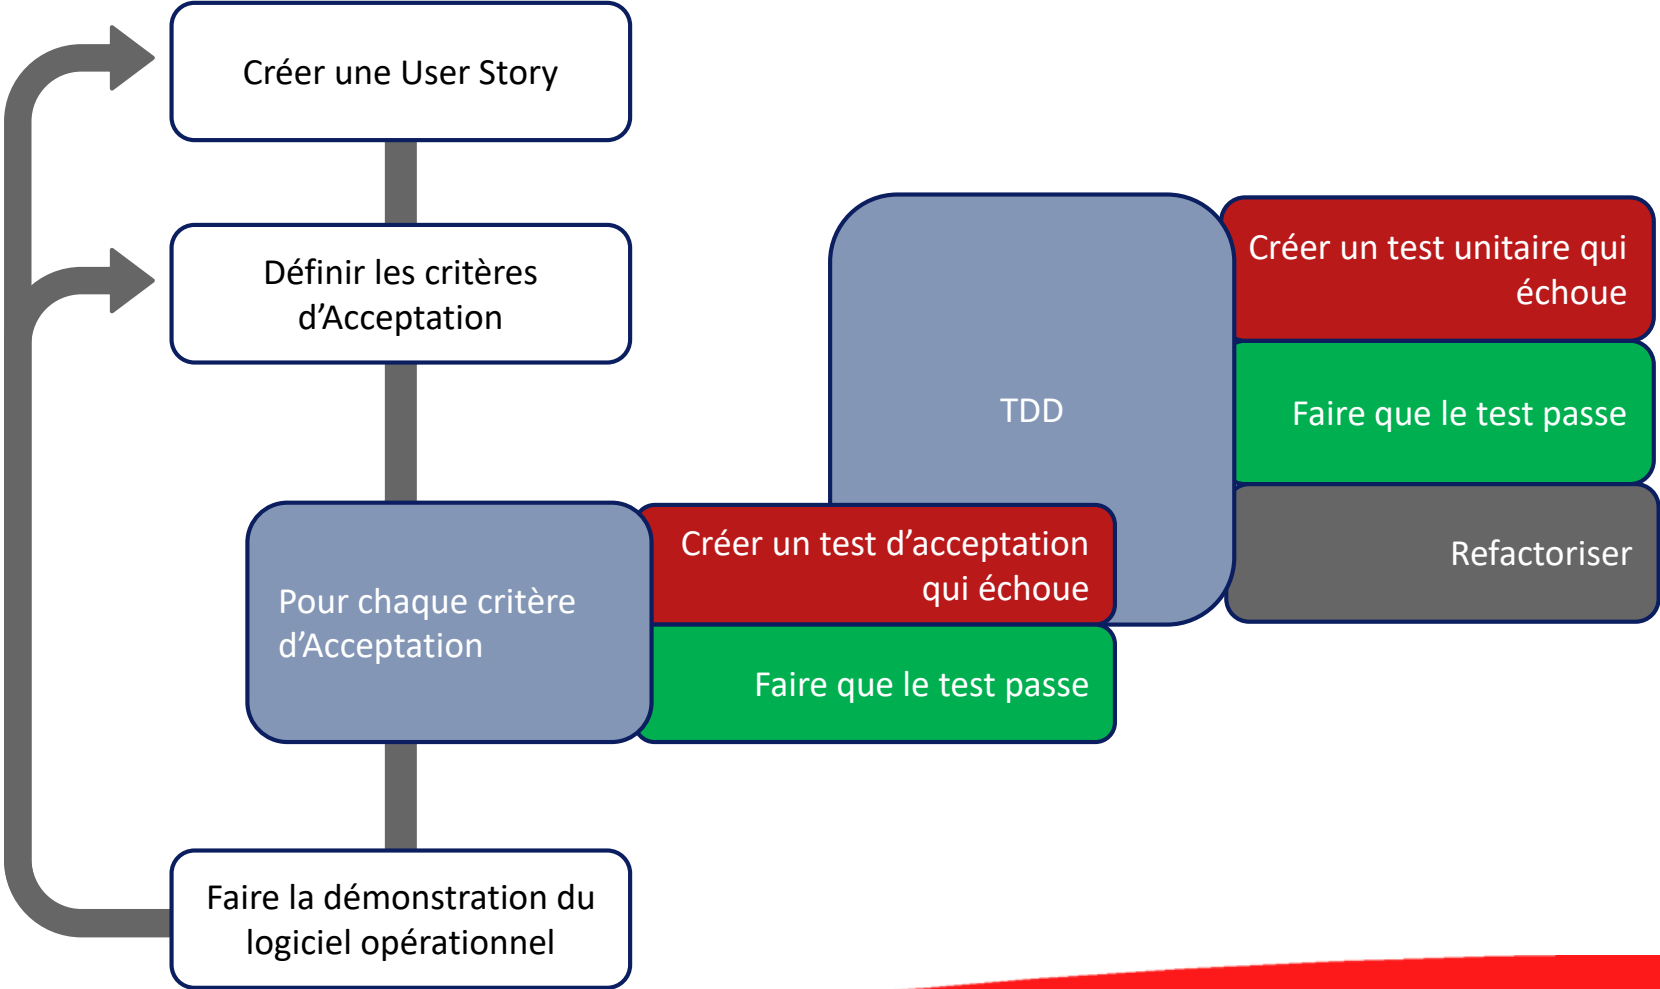 Créer une User Story
Définir les critères
d’Acceptation
Pour chaque critère
d’Acceptation
Créer un test d’acceptation
qui échoue
Faire que le test passe
TDD
Créer un test unitaire qui
échoue
Faire que le test passe
Refactoriser
Faire la démonstration du
logiciel opérationnel